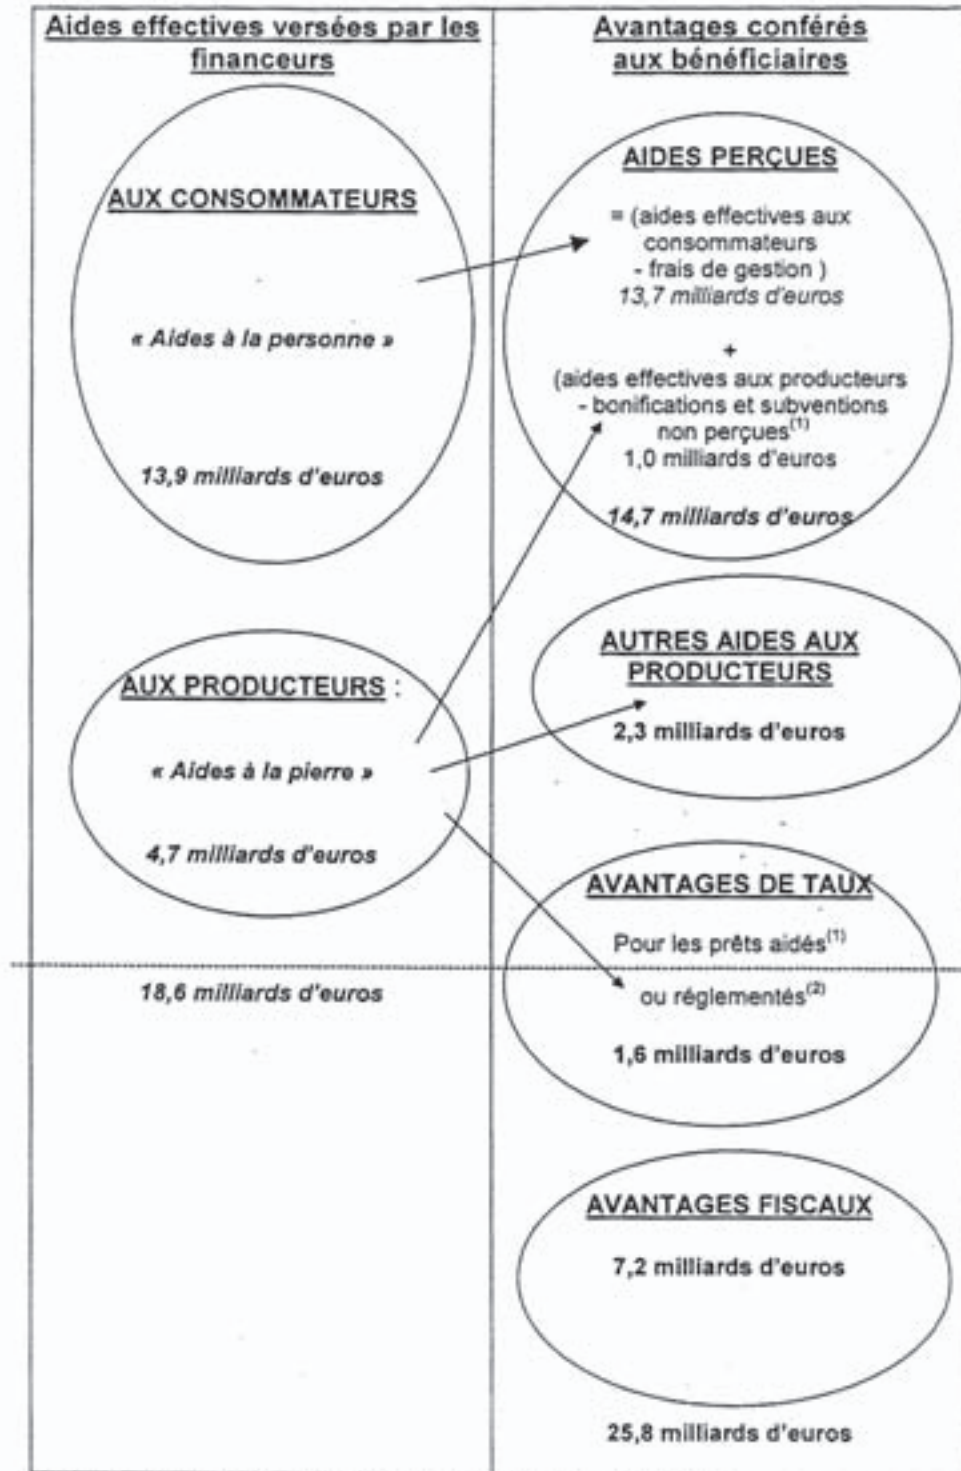 Aides effectives versées par les
financeurs
AUX CONSOMMATEURS
« Aides à la personne »
13,9 milliards d'euros
AUX PRODUCTEURS :
« Aides à la pierre »
4,7 milliards d'euros
18,6 milliards d'euros
Avantages conférés
aux bénéficiaires
AIDES PERÇUES
= (aides effectives aux
consommateurs
- frais de gestion )
13,7 milliards d'euros
+
(aides effectives aux producteurs
- bonifications et subventions
non perçues(1)
1,0 milliards d'euros
14,7 milliards d'euros
AUTRES AIDES AUX
PRODUCTEURS
2,3 milliards d'euros
AVANTAGES DE TAUX
Pour les prêts aidés(1)
ou réglementés(2)
1,6 milliards d'euros
AVANTAGES FISCAUX
7,2 milliards d'euros
25,8 milliards d'euros